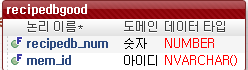 recipedbgood
논리 이름* 도메인 데이터 타입
recipedb_num 숫자 NUMBER
mem_id 아이디 NVARCHAR()